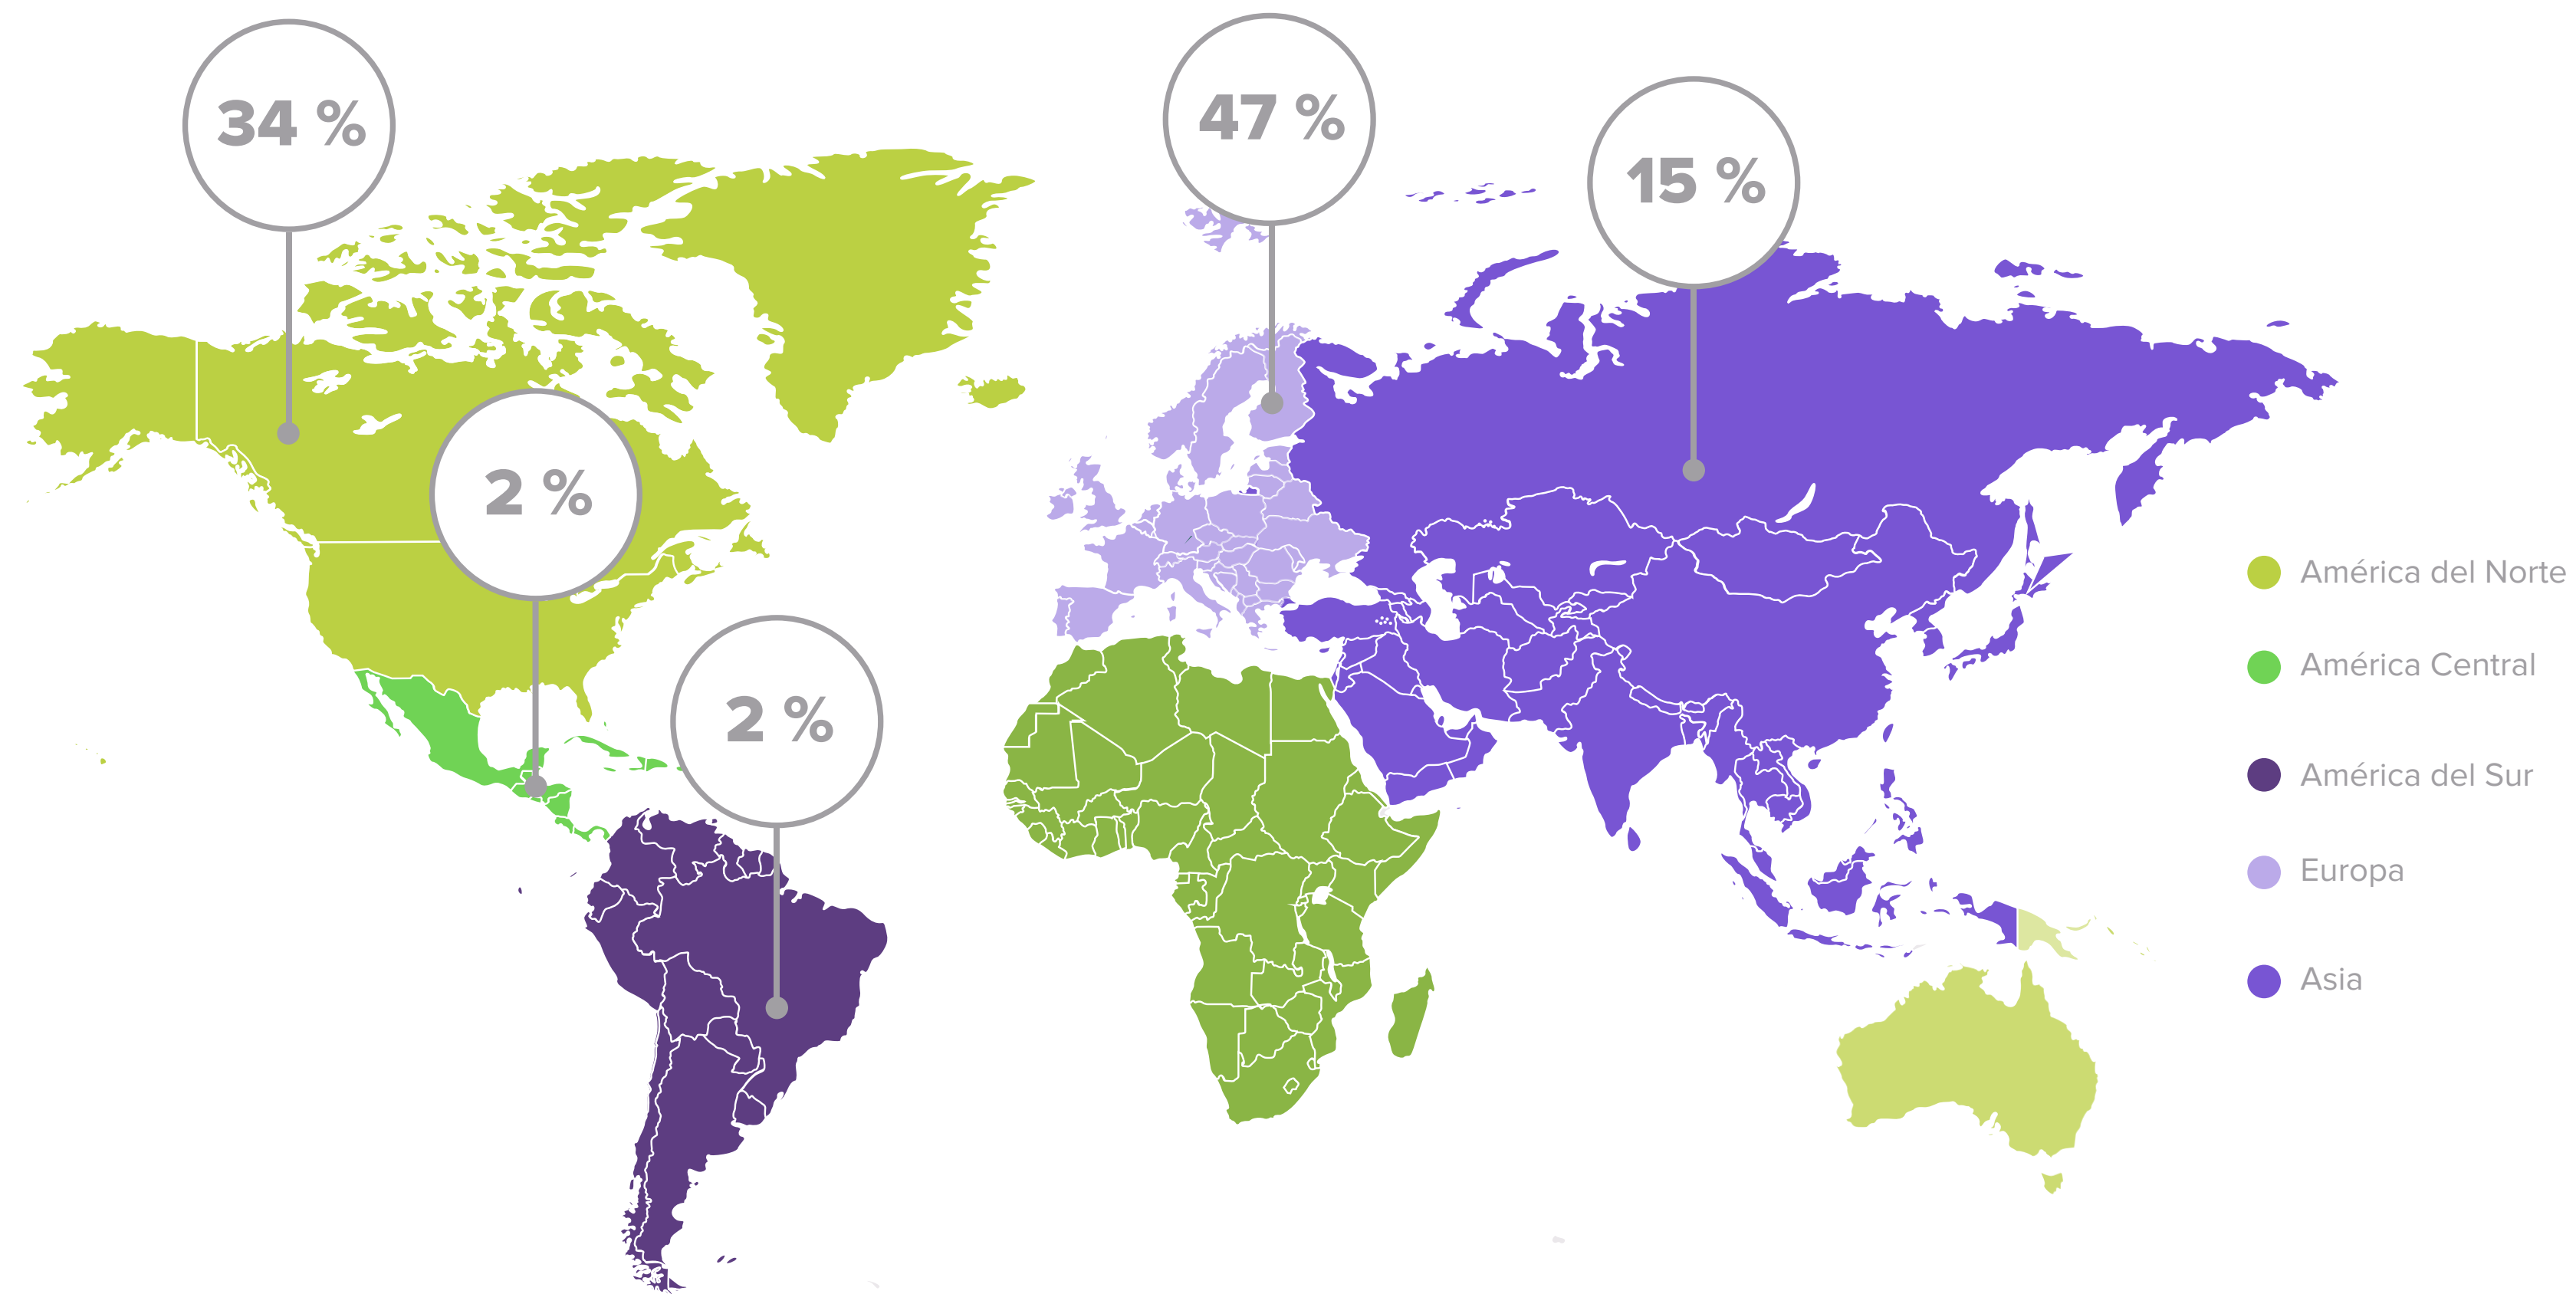 34 %
47 %
15 %
2 %
2 %
América del Norte
América Central
América del Sur
Europa
Asia